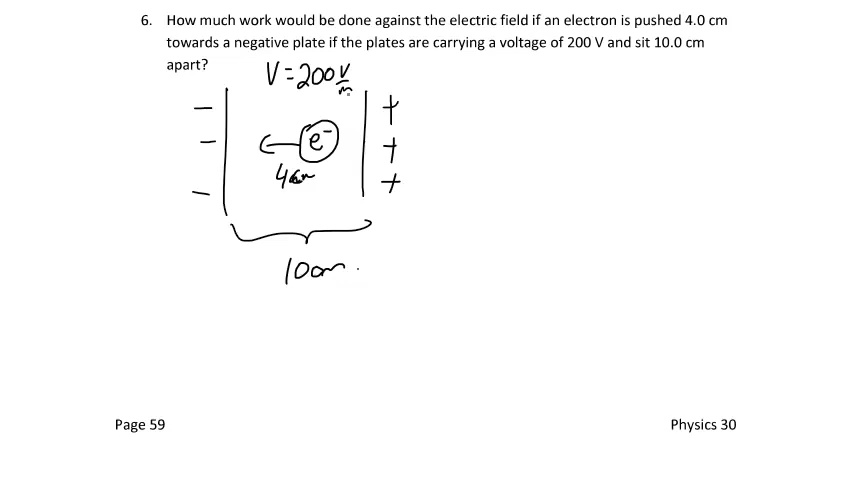 6. How much work would be done against the electric field if an electron is pushed 4.0 cm
towards a negative plate if the plates are carrying a voltage of 200 V and sit 10.0 cm
apart?
V=200 V/m
− +
− e⁻ +
4cm
− +
10cm.
Page 59 Physics 30